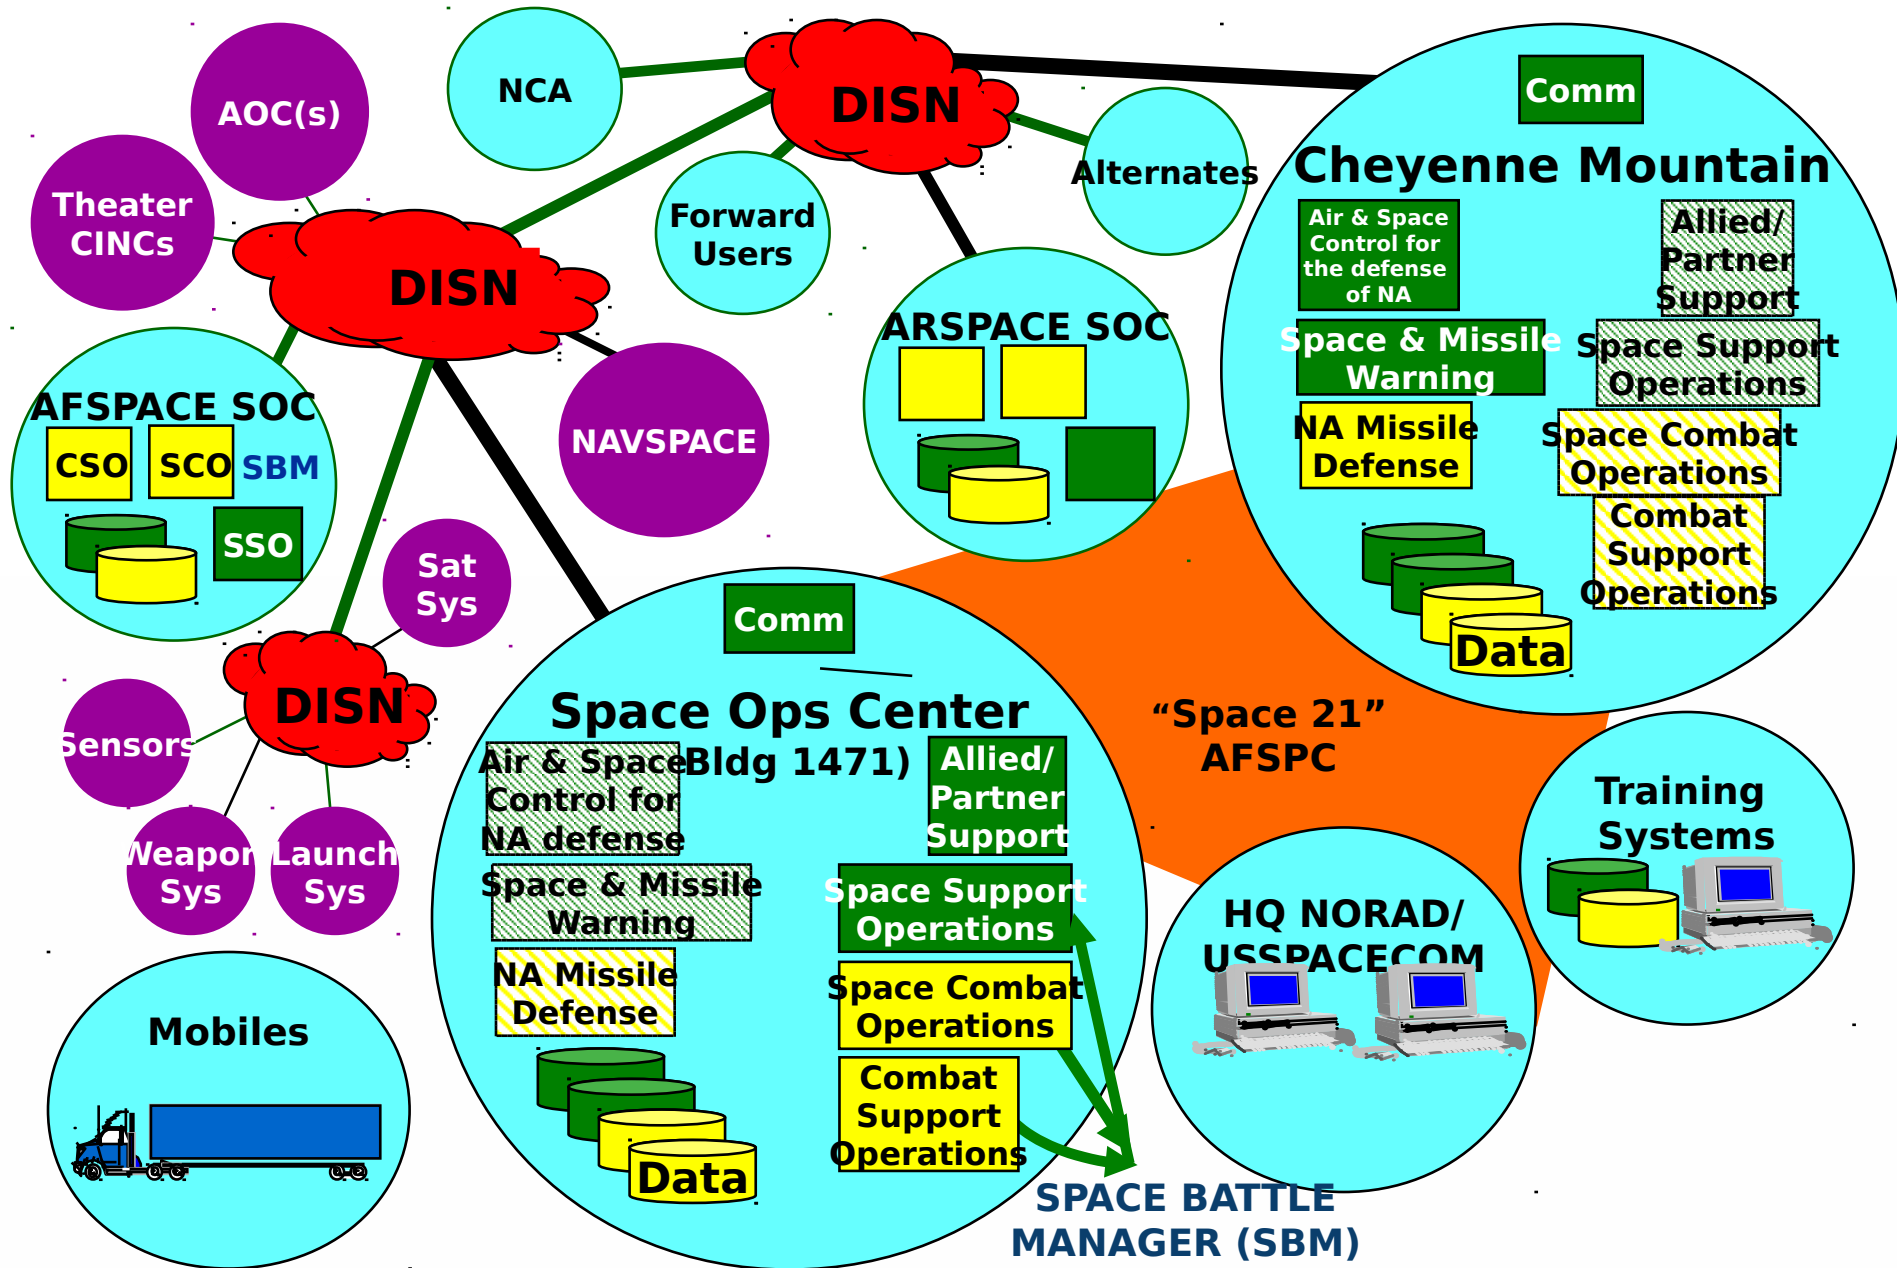 AOC(s)
Theater
CINCs
NCA
DISN
Forward
Users
Alternates
DISN
AFSPACE SOC
CSO
SCO
SBM
SSO
NAVSPACE
ARSPACE SOC
Comm
Cheyenne Mountain
Air & Space
Control for
the defense
of NA
Allied/
Partner
Support
Space & Missile
Warning
Space Support
Operations
NA Missile
Defense
Space Combat
Operations
Combat
Support
Operations
Data
Sat
Sys
DISN
Sensors
Weapon
Sys
Launch
Sys
Mobiles
Comm
Space Ops Center
Bldg 1471)
Air & Space
Control for
NA defense
Allied/
Partner
Support
Space & Missile
Warning
Space Support
Operations
NA Missile
Defense
Space Combat
Operations
Combat
Support
Operations
Data
“Space 21”
AFSPC
Training
Systems
HQ NORAD/
USSPACECOM
SPACE BATTLE
MANAGER (SBM)